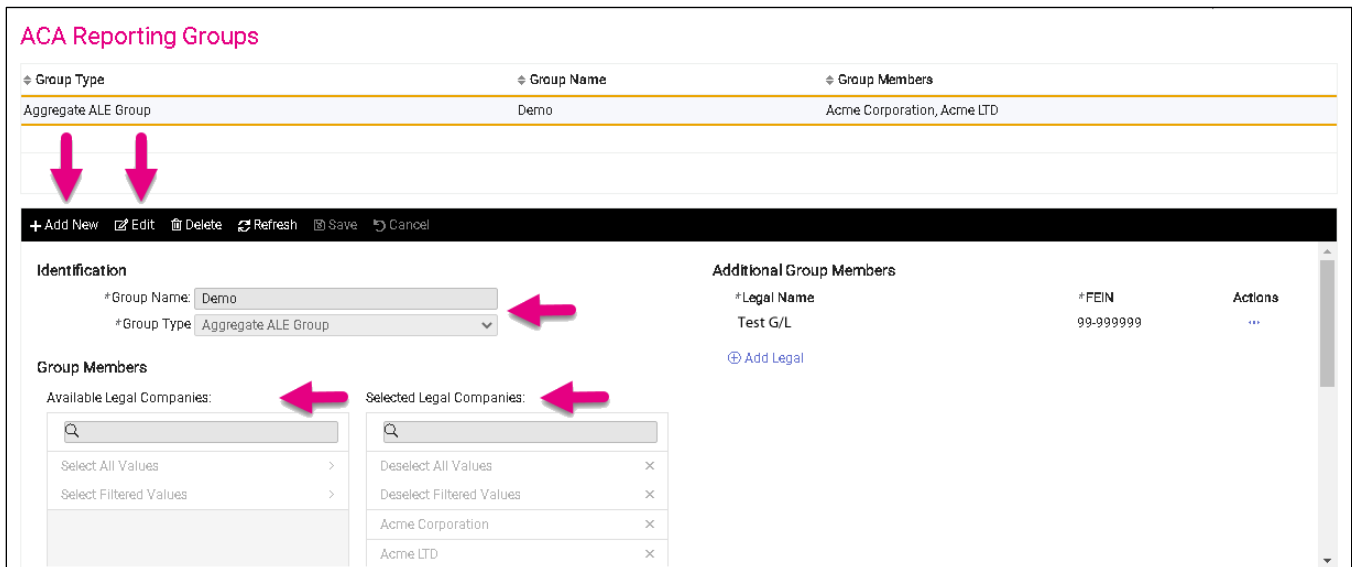 ACA Reporting Groups
Group Type Group Name Group Members
Aggregate ALE Group Demo Acme Corporation, Acme LTD
Add New Edit Delete Refresh Save Cancel
Identification
*Group Name: Demo
*Group Type Aggregate ALE Group
Group Members
Available Legal Companies: Selected Legal Companies:
Select All Values Deselect All Values
Select Filtered Values Deselect Filtered Values
Acme Corporation
Acme LTD
Additional Group Members
*Legal Name *FEIN Actions
Test G/L 99-999999
Add Legal